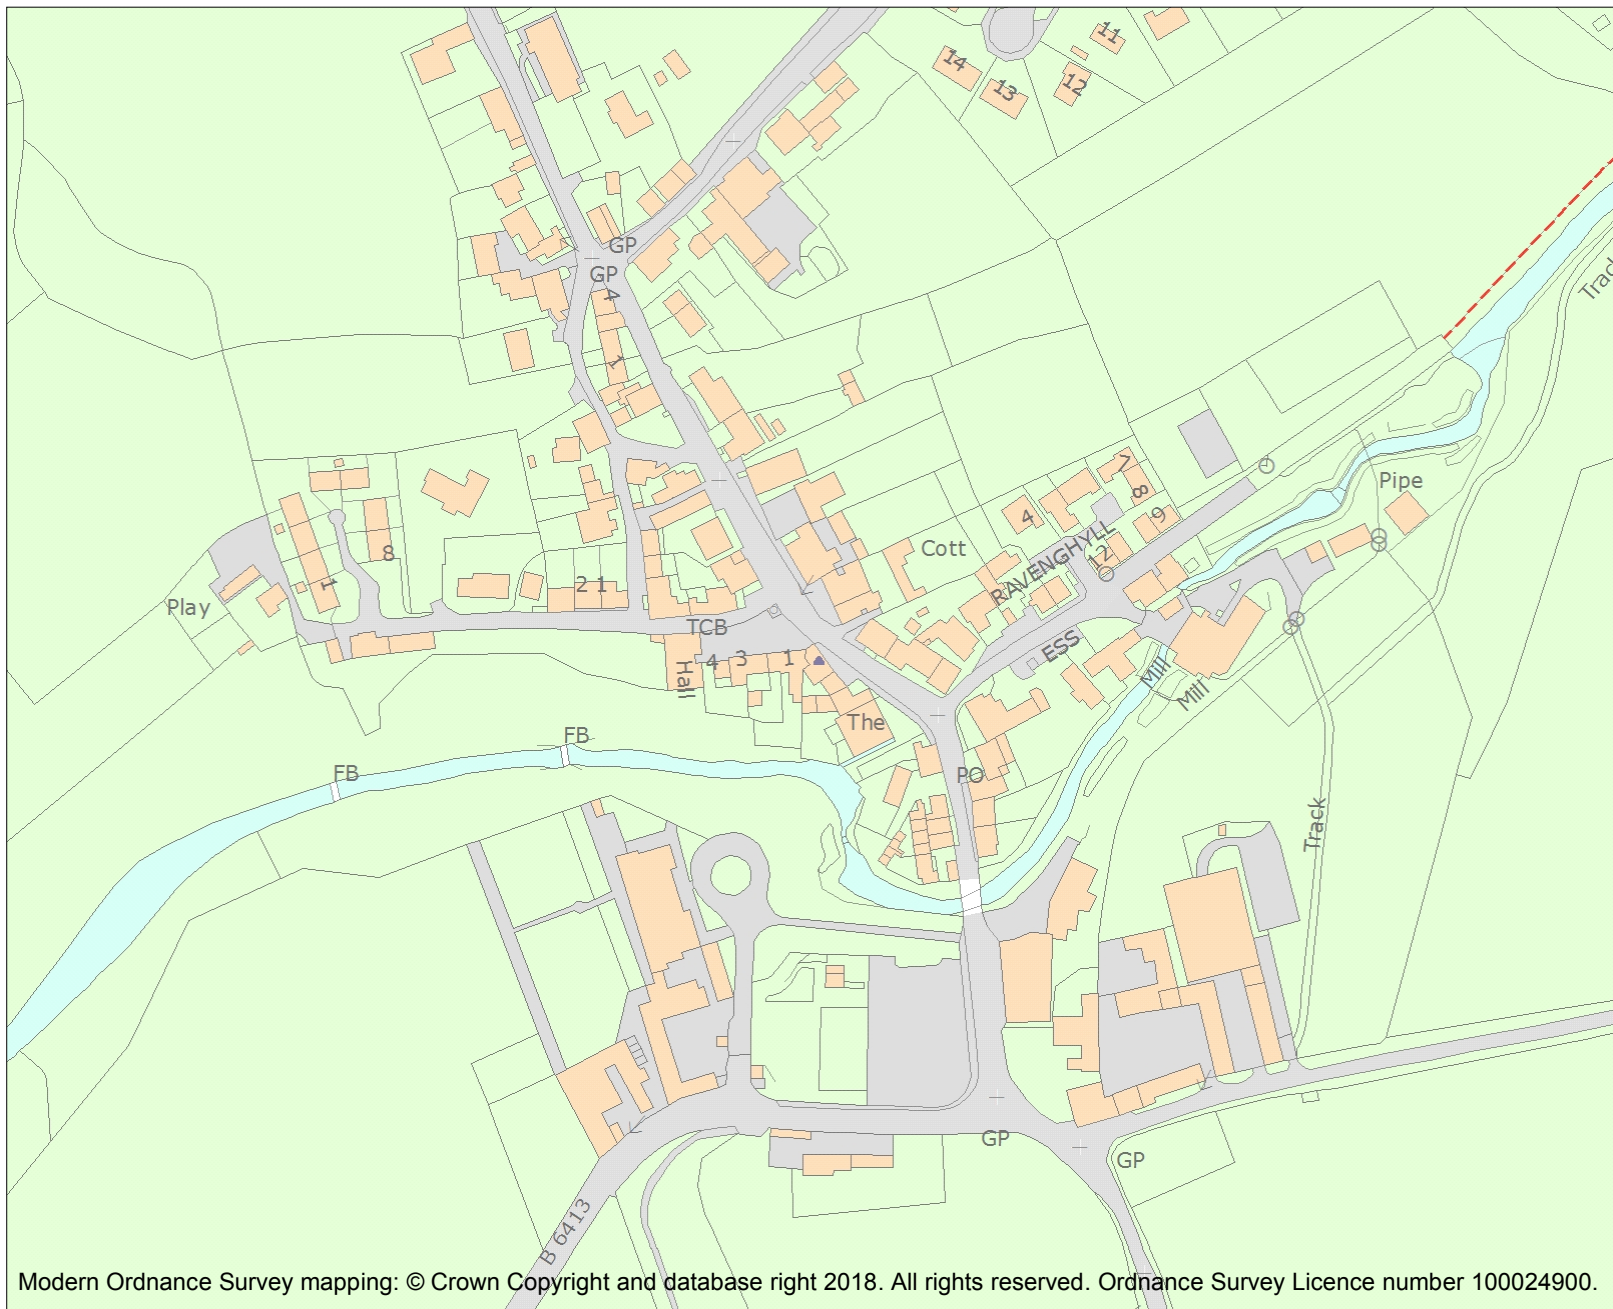 11
14
12
13
GP
GP
4
1
Track
7
Pipe
8
4
9
Cott
8
12
RAVENGHYLL
1
2 1
Play
TCB
ESS
4 3 1
Hall
Mill
Mill
The
FB
FB
PO
Track
GP
GP
B 6413
Modern Ordnance Survey mapping: © Crown Copyright and database right 2018. All rights reserved. Ordnance Survey Licence number 100024900.